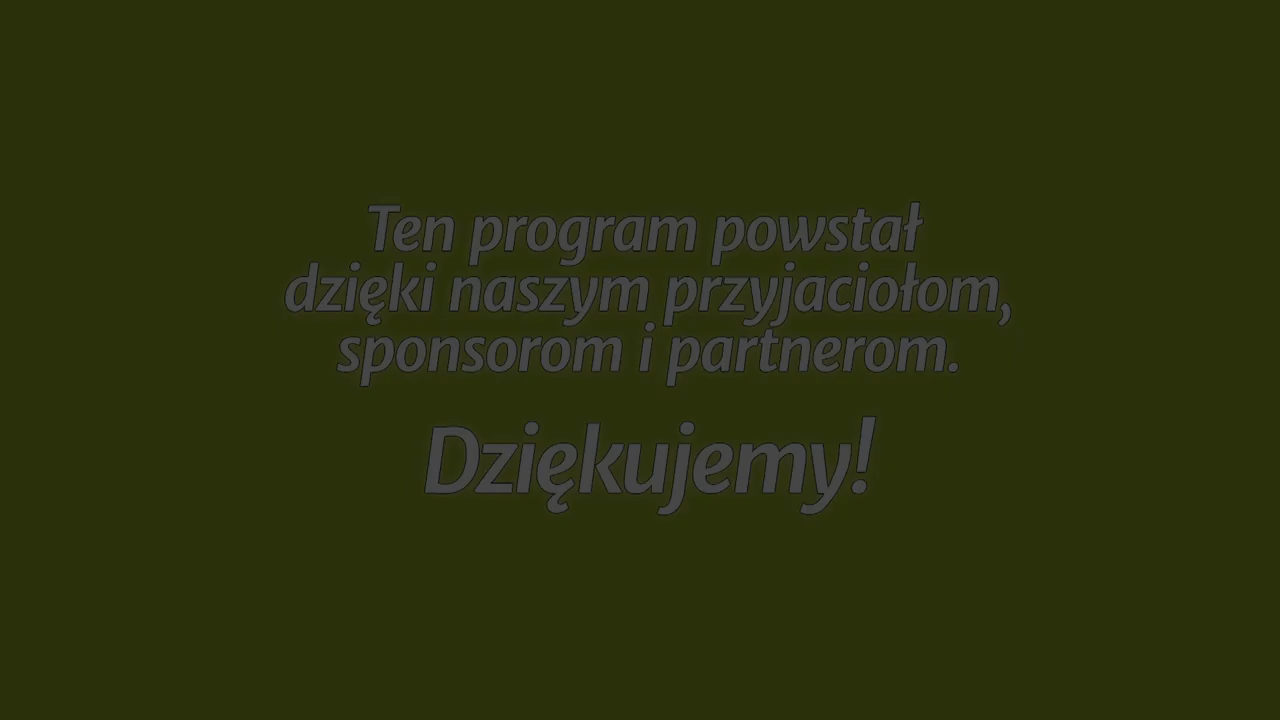 Ten program powstał
dzięki naszym przyjaciołom,
sponsorom i partnerom.
Dziękujemy!